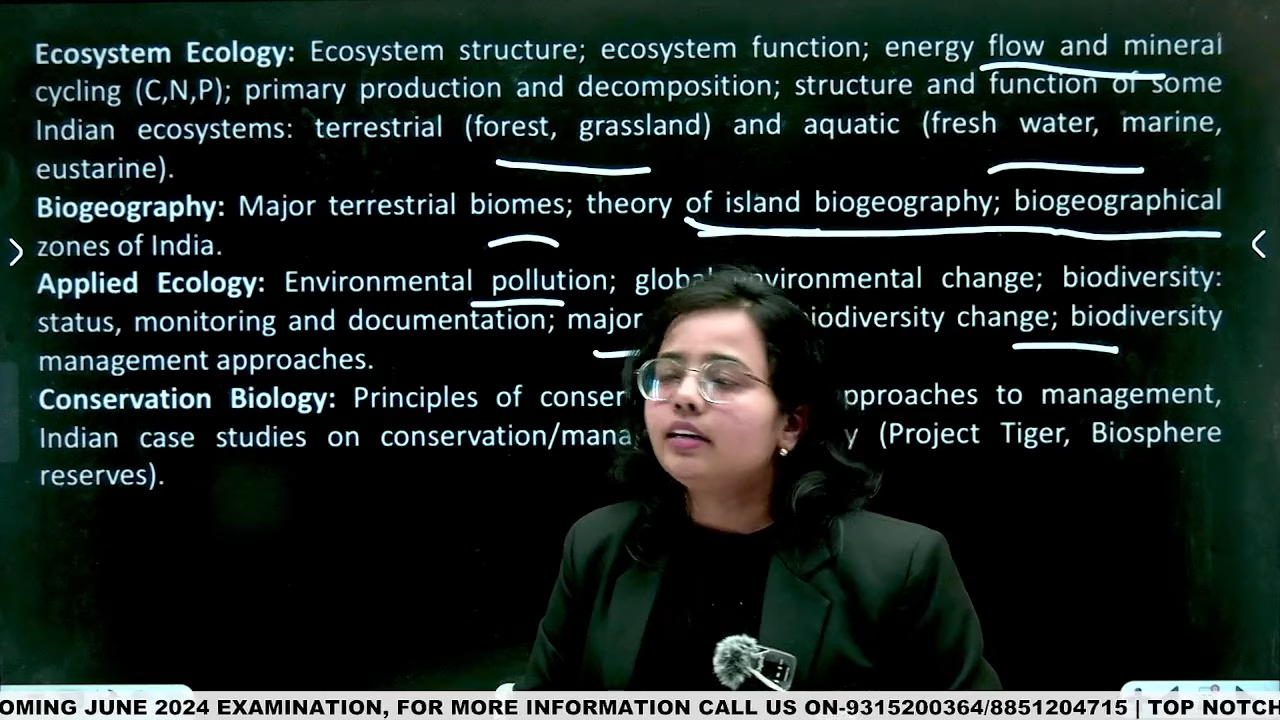 Ecosystem Ecology: Ecosystem structure; ecosystem function; energy flow and mineral
cycling (C,N,P); primary production and decomposition; structure and function of some
Indian ecosystems: terrestrial (forest, grassland) and aquatic (fresh water, marine,
eustarine).
Biogeography: Major terrestrial biomes; theory of island biogeography; biogeographical
zones of India.
Applied Ecology: Environmental pollution; global environmental change; biodiversity:
status, monitoring and documentation; major biodiversity change; biodiversity
management approaches.
Conservation Biology: Principles of approaches to management,
Indian case studies on (Project Tiger, Biosphere
reserves).
OMING JUNE 2024 EXAMINATION, FOR MORE INFORMATION CALL US ON-9315200364/8851204715 | TOP NOTCH